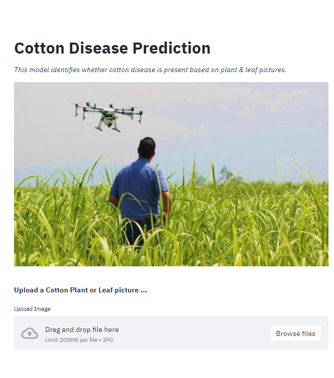 Cotton Disease Prediction
This model identifies whether cotton disease is present based on plant & leaf pictures.
Upload a Cotton Plant or Leaf picture ...
Upload Image
Drag and drop file here
Limit 200MB per file • JPG
Browse files